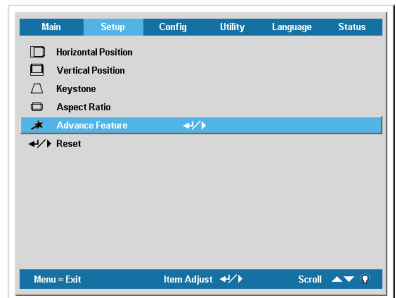 Main Setup Config Utility Language Status
Horizontal Position
Vertical Position
Keystone
Aspect Ratio
Advance Feature
Reset
Menu = Exit Item Adjust Scroll